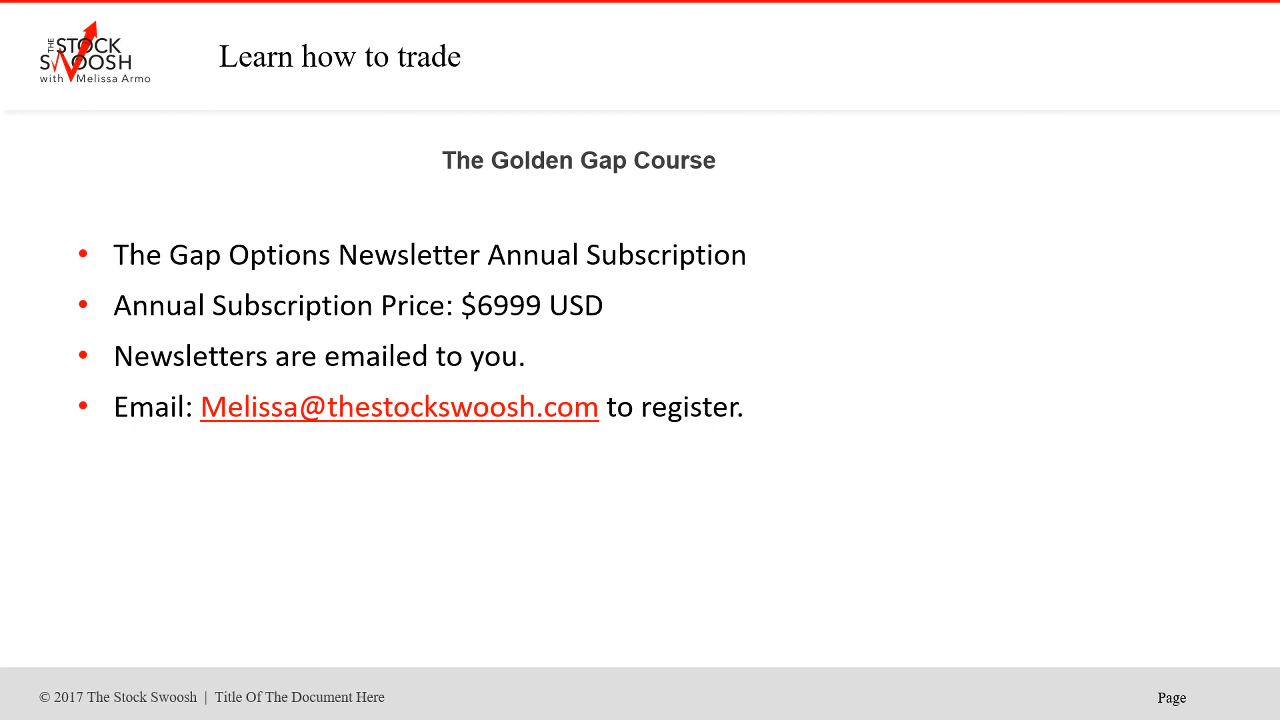 THE STOCK
SWOOSH
with Melissa Armo
Learn how to trade
The Golden Gap Course
• The Gap Options Newsletter Annual Subscription
• Annual Subscription Price: $6999 USD
• Newsletters are emailed to you.
• Email: Melissa@thestockswoosh.com to register.
© 2017 The Stock Swoosh | Title Of The Document Here
Page